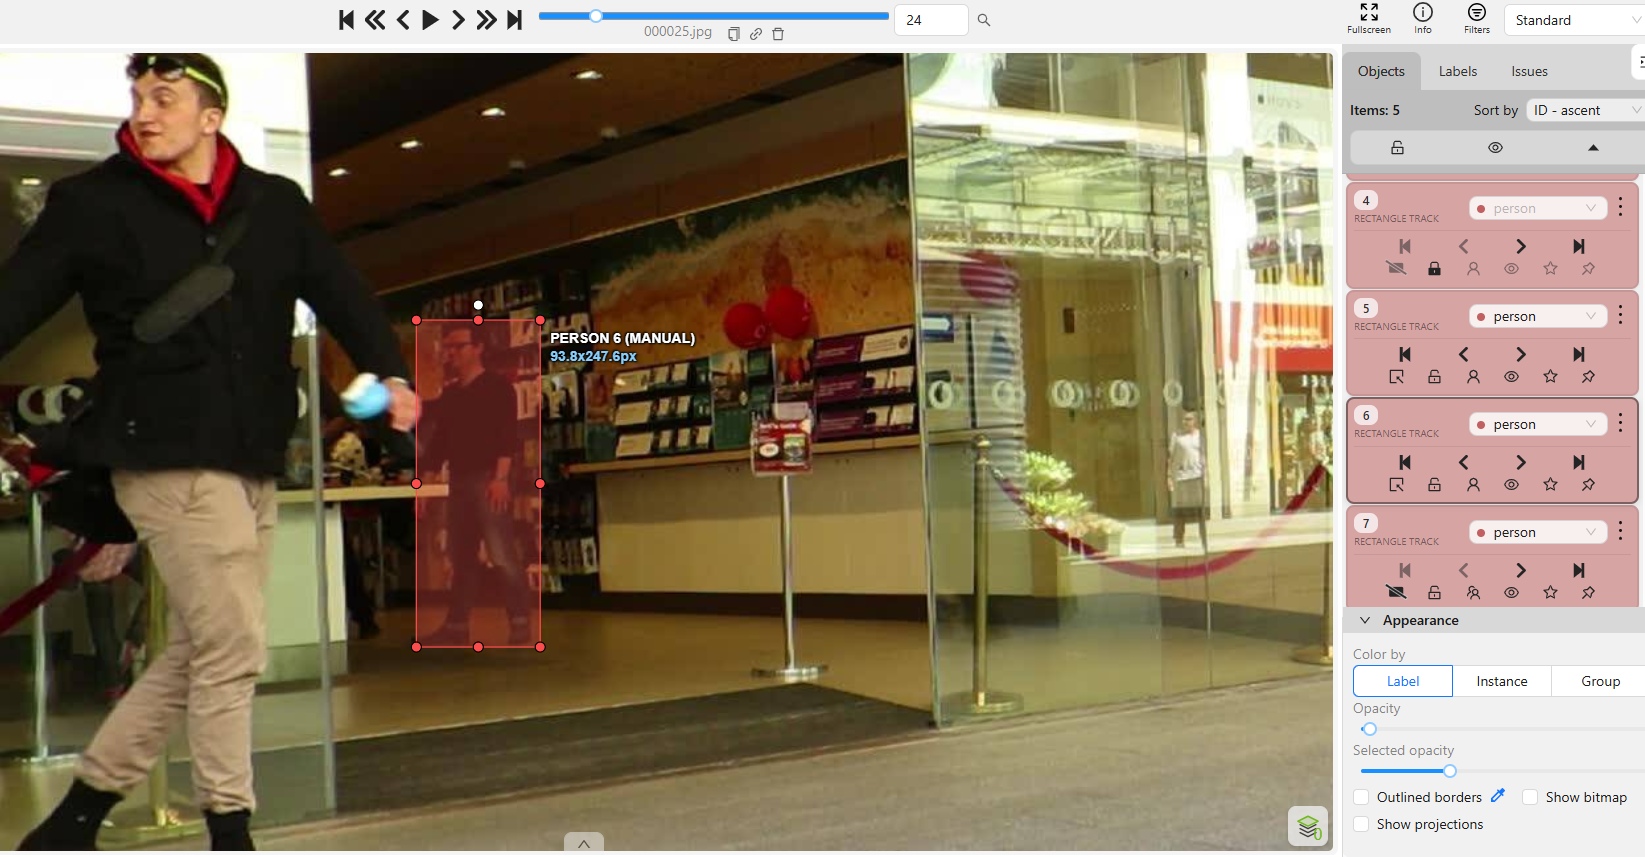 24
000025.jpg
Fullscreen
Info
Filters
Standard
Objects
Labels
Issues
Items: 5
Sort by
ID - ascent
4
RECTANGLE TRACK
person
5
RECTANGLE TRACK
person
PERSON 6 (MANUAL)
93.8x247.6px
6
RECTANGLE TRACK
person
7
RECTANGLE TRACK
person
Appearance
Color by
Label
Instance
Group
Opacity
Selected opacity
Outlined borders
Show bitmap
Show projections
0